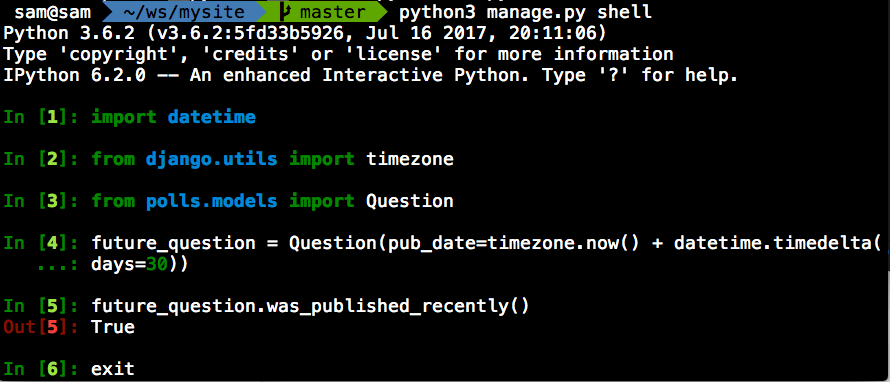 sam@sam ~/ws/mysite master python3 manage.py shell
Python 3.6.2 (v3.6.2:5fd33b5926, Jul 16 2017, 20:11:06)
Type 'copyright', 'credits' or 'license' for more information
IPython 6.2.0 -- An enhanced Interactive Python. Type '?' for help.
In [1]: import datetime
In [2]: from django.utils import timezone
In [3]: from polls.models import Question
In [4]: future_question = Question(pub_date=timezone.now() + datetime.timedelta(
...: days=30))
In [5]: future_question.was_published_recently()
Out[5]: True
In [6]: exit